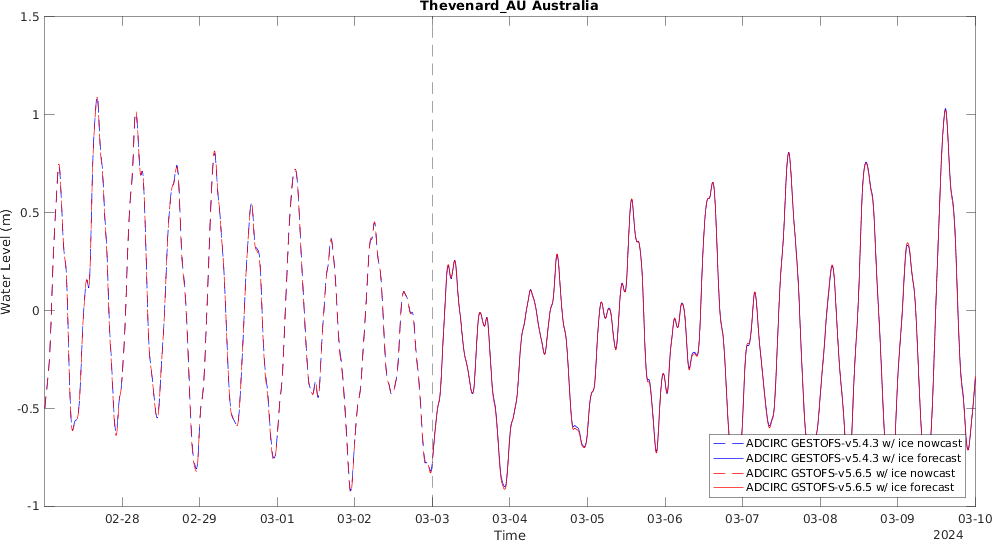 Thevenard_AU Australia
1.5
1
0.5
0
-0.5
-1
Water Level (m)
02-28 02-29 03-01 03-02 03-03 03-04 03-05 03-06 03-07 03-08 03-09 03-10
Time
2024
ADCIRC GESTOFS-v5.4.3 w/ ice nowcast
ADCIRC GESTOFS-v5.4.3 w/ ice forecast
ADCIRC GSTOFS-v5.6.5 w/ ice nowcast
ADCIRC GSTOFS-v5.6.5 w/ ice forecast